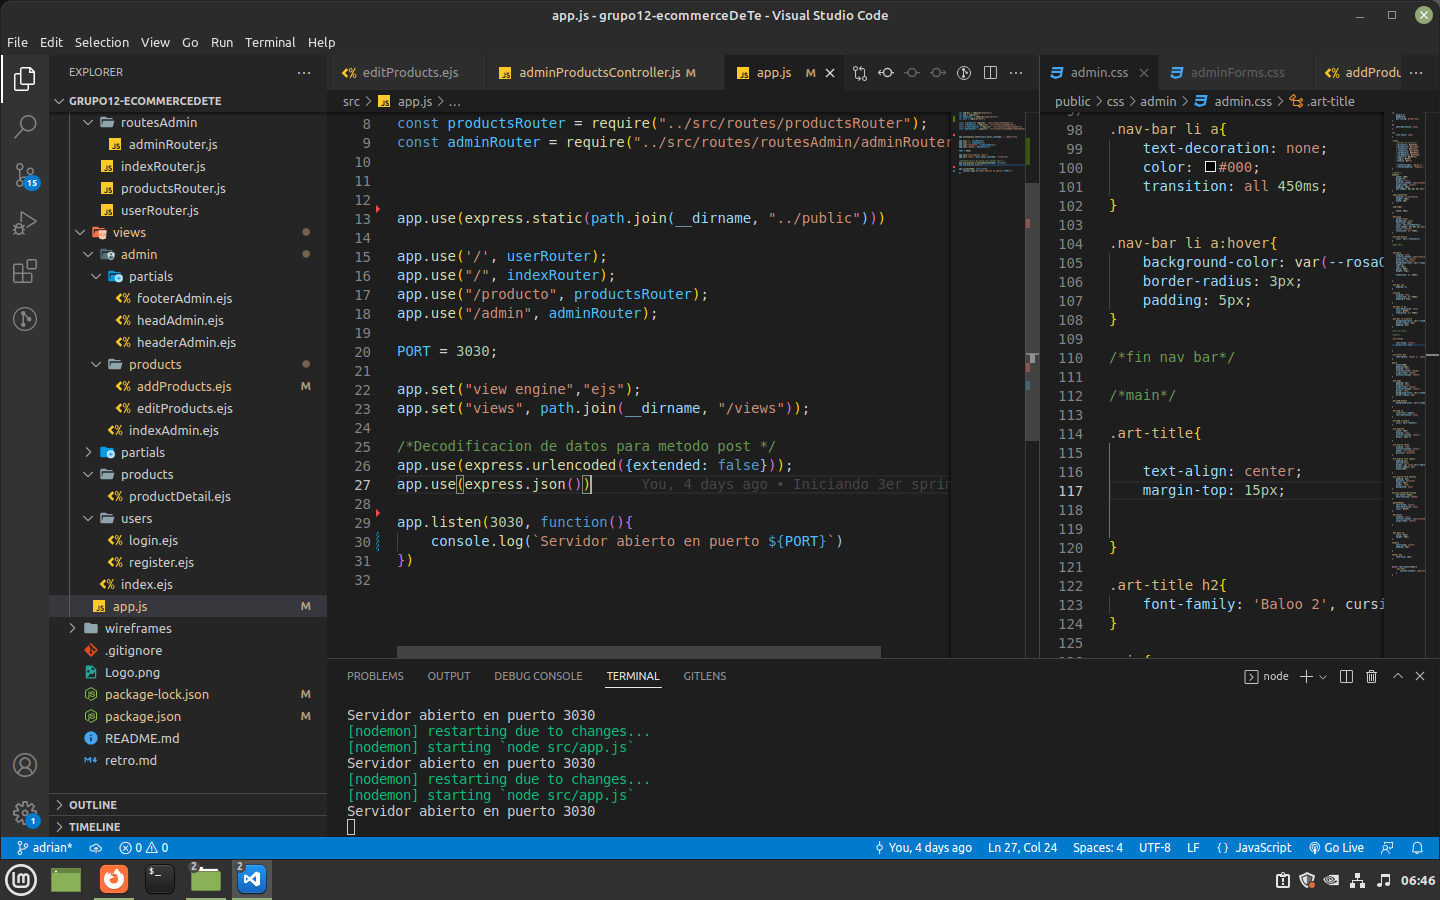 app.js - grupo12-ecommerceDeTe - Visual Studio Code
File Edit Selection View Go Run Terminal Help
EXPLORER
GRUPO12-ECOMMERCEDETE
routesAdmin
adminRouter.js
indexRouter.js
productsRouter.js
userRouter.js
views
admin
partials
footerAdmin.ejs
headAdmin.ejs
headerAdmin.ejs
products
addProducts.ejs M
editProducts.ejs
indexAdmin.ejs
partials
products
productDetail.ejs
users
login.ejs
register.ejs
index.ejs
app.js M
wireframes
.gitignore
Logo.png
package-lock.json M
package.json M
README.md
retro.md
OUTLINE
TIMELINE
15
1
editProducts.ejs adminProductsController.js M app.js M
src > app.js > ...
8 const productsRouter = require("../src/routes/productsRouter");
9 const adminRouter = require("../src/routes/routesAdmin/adminRouter
10
11
12
13 app.use(express.static(path.join(__dirname, "../public")))
14
15 app.use('/', userRouter);
16 app.use("/", indexRouter);
17 app.use("/producto", productsRouter);
18 app.use("/admin", adminRouter);
19
20 PORT = 3030;
21
22 app.set("view engine","ejs");
23 app.set("views", path.join(__dirname, "/views"));
24
25 /*Decodificacion de datos para metodo post */
26 app.use(express.urlencoded({extended: false}));
27 app.use(express.json()) You, 4 days ago • Iniciando 3er sprin
28
29 app.listen(3030, function(){
30 console.log(`Servidor abierto en puerto ${PORT}`)
31 })
32
admin.css adminForms.css addProdu
public > css > admin > admin.css > .art-title
97
98 .nav-bar li a{
99 text-decoration: none;
100 color: #000;
101 transition: all 450ms;
102 }
103
104 .nav-bar li a:hover{
105 background-color: var(--rosaC
106 border-radius: 3px;
107 padding: 5px;
108 }
109
110 /*fin nav bar*/
111
112 /*main*/
113
114 .art-title{
115
116 text-align: center;
117 margin-top: 15px;
118
119
120 }
121
122 .art-title h2{
123 font-family: 'Baloo 2', cursi
124 }
125
PROBLEMS OUTPUT DEBUG CONSOLE TERMINAL GITLENS
node
Servidor abierto en puerto 3030
[nodemon] restarting due to changes...
[nodemon] starting `node src/app.js`
Servidor abierto en puerto 3030
[nodemon] restarting due to changes...
[nodemon] starting `node src/app.js`
Servidor abierto en puerto 3030
adrian* 0 0 You, 4 days ago Ln 27, Col 24 Spaces: 4 UTF-8 LF {} JavaScript Go Live
2 2 06:46